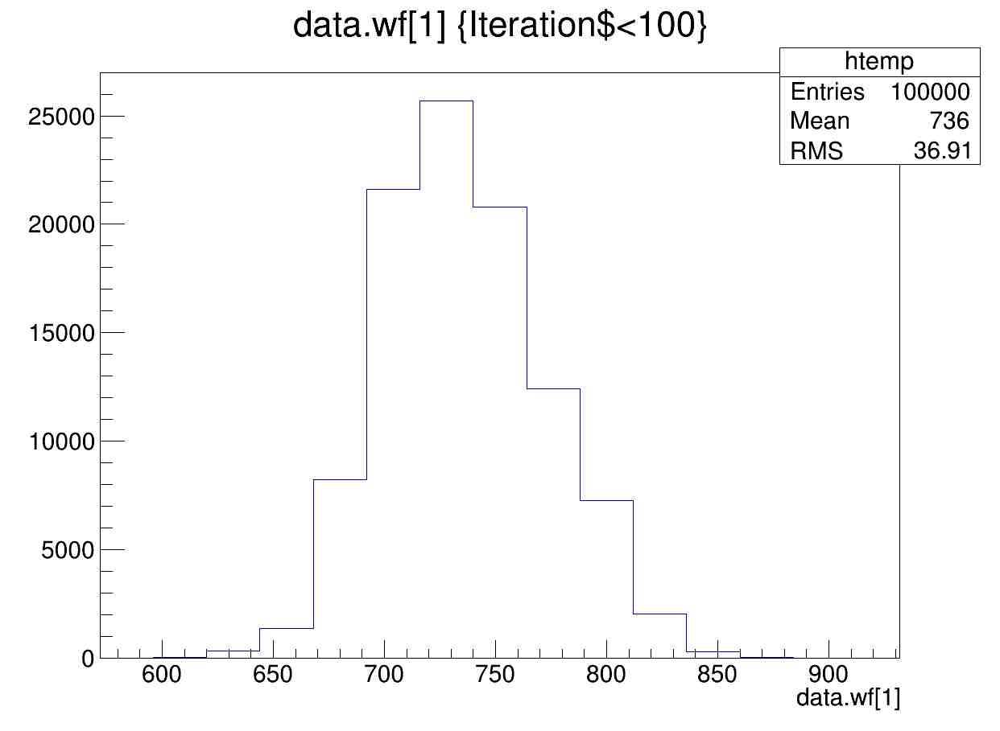 data.wf[1] {Iteration$<100}
htemp
Entries 100000
Mean 736
RMS 36.91
25000
20000
15000
10000
5000
0
600 650 700 750 800 850 900
data.wf[1]